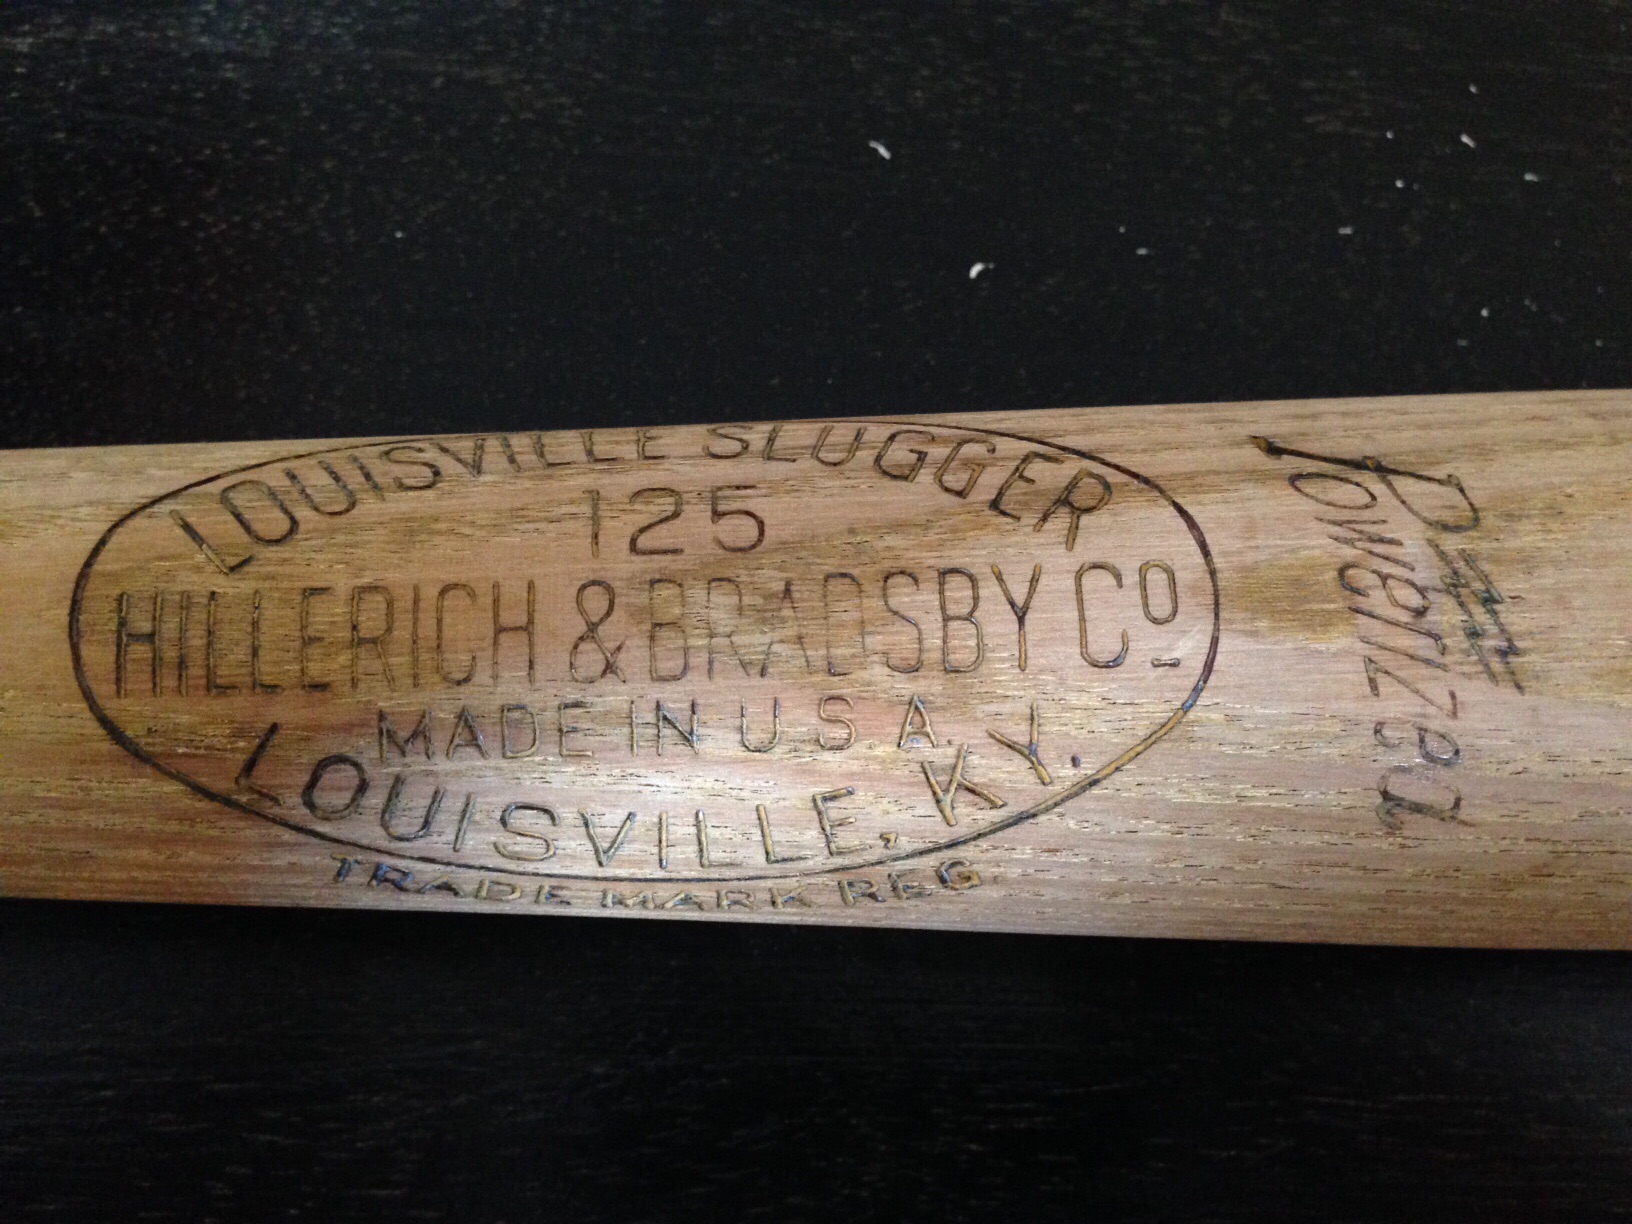 LOUISVILLE SLUGGER
125
HILLERICH & BRADSBY Cº
MADE IN U S A.
LOUISVILLE, KY.
TRADE MARK REG.
Powerized